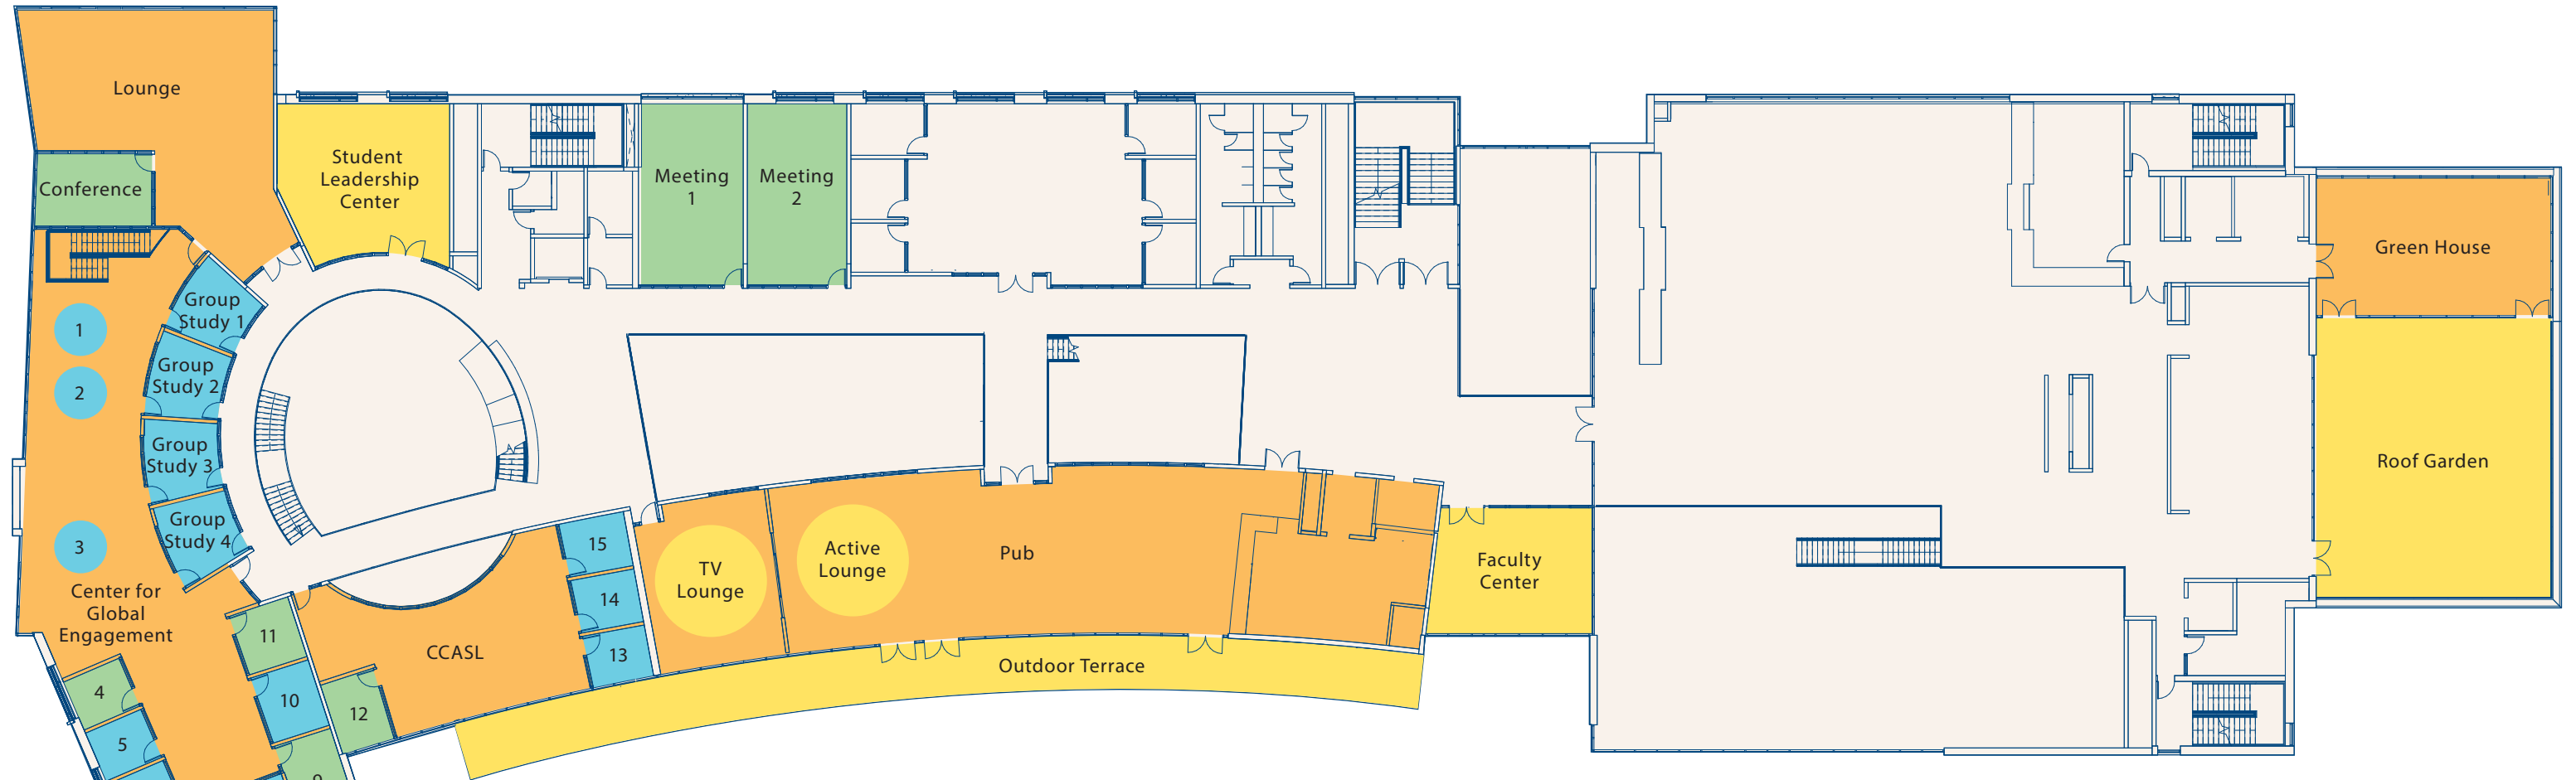 Lounge
Conference
Student
Leadership
Center
Meeting
1
Meeting
2
Green House
Group
Study 1
Group
Study 2
Group
Study 3
Group
Study 4
1
2
3
Center for
Global
Engagement
4
5
11
10
12
CCASL
15
14
13
TV
Lounge
Active
Lounge
Pub
Faculty
Center
Outdoor Terrace
Roof Garden